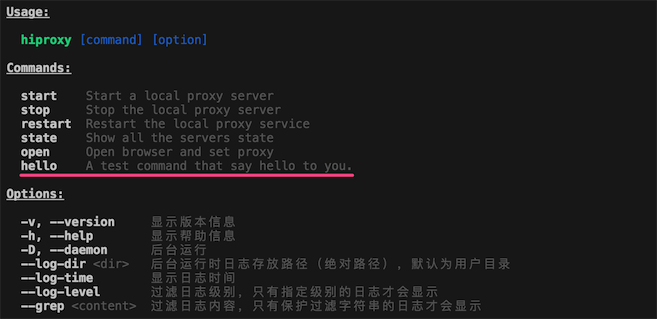 Usage:
hiproxy [command] [option]
Commands:
start Start a local proxy server
stop Stop the local proxy server
restart Restart the local proxy service
state Show all the servers state
open Open browser and set proxy
hello A test command that say hello to you.
Options:
-v, --version 显示版本信息
-h, --help 显示帮助信息
-D, --daemon 后台运行
--log-dir <dir> 后台运行时日志存放路径（绝对路径），默认为用户目录
--log-time 显示日志时间
--log-level 过滤日志级别，只有指定级别的日志才会显示
--grep <content> 过滤日志内容，只有保护过滤字符串的日志才会显示